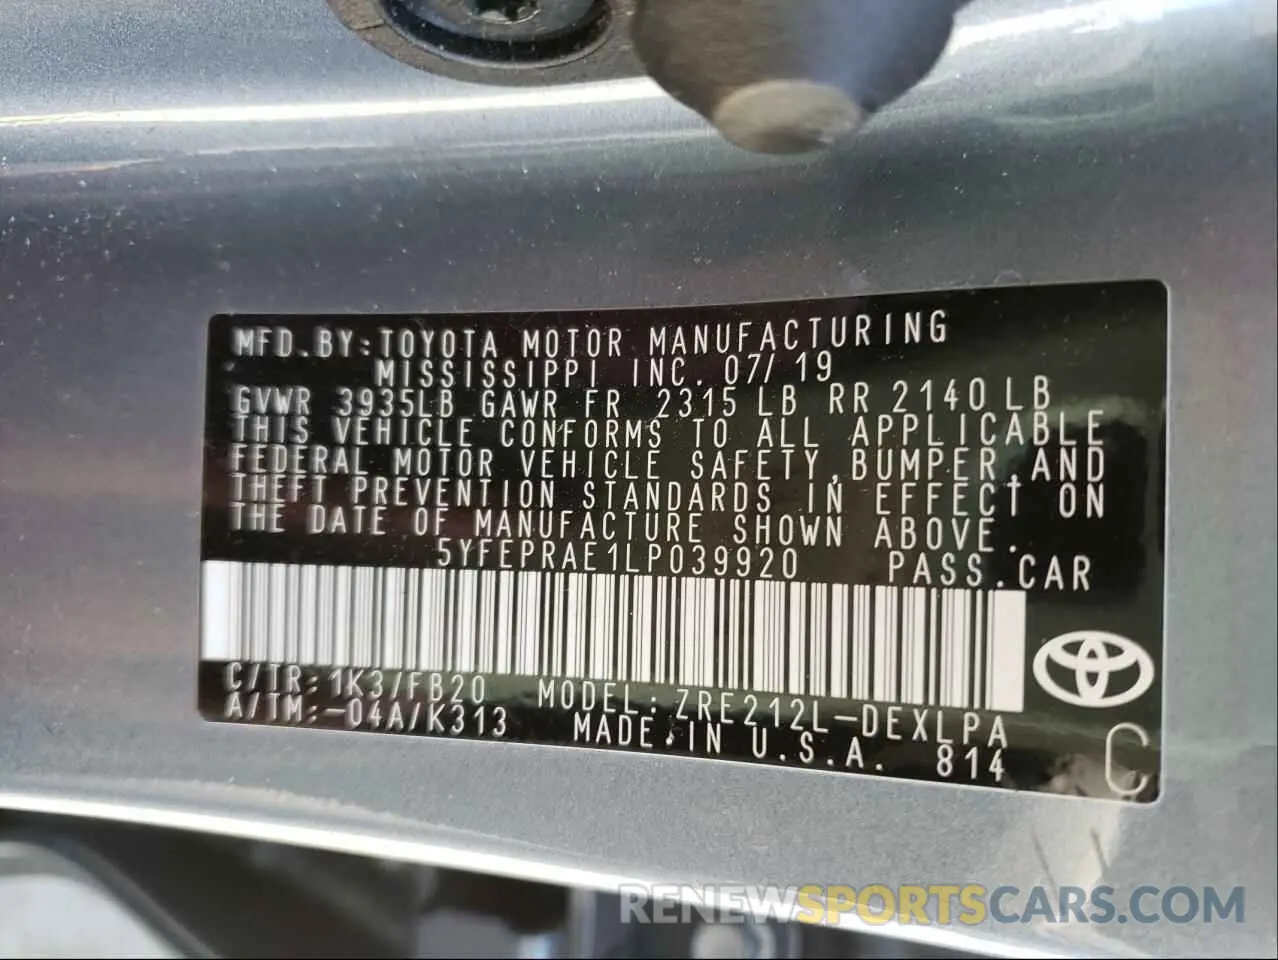 MFD.BY:TOYOTA MOTOR MANUFACTURING
MISSISSIPPI INC. 07/19
GVWR 3935LB GAWR FR 2315 LB RR 2140 LB
THIS VEHICLE CONFORMS TO ALL APPLICABLE
FEDERAL MOTOR VEHICLE SAFETY,BUMPER,AND
THEFT PREVENTION STANDARDS IN EFFECT ON
THE DATE OF MANUFACTURE SHOWN ABOVE.
5YFEPRAE1LP039920 PASS.CAR
C/TR:1K3/FB20 MODEL:ZRE212L-DEXLPA
A/TM:-04A/K313 MADE IN U.S.A. 814
C
RENEWSPORTSCARS.COM